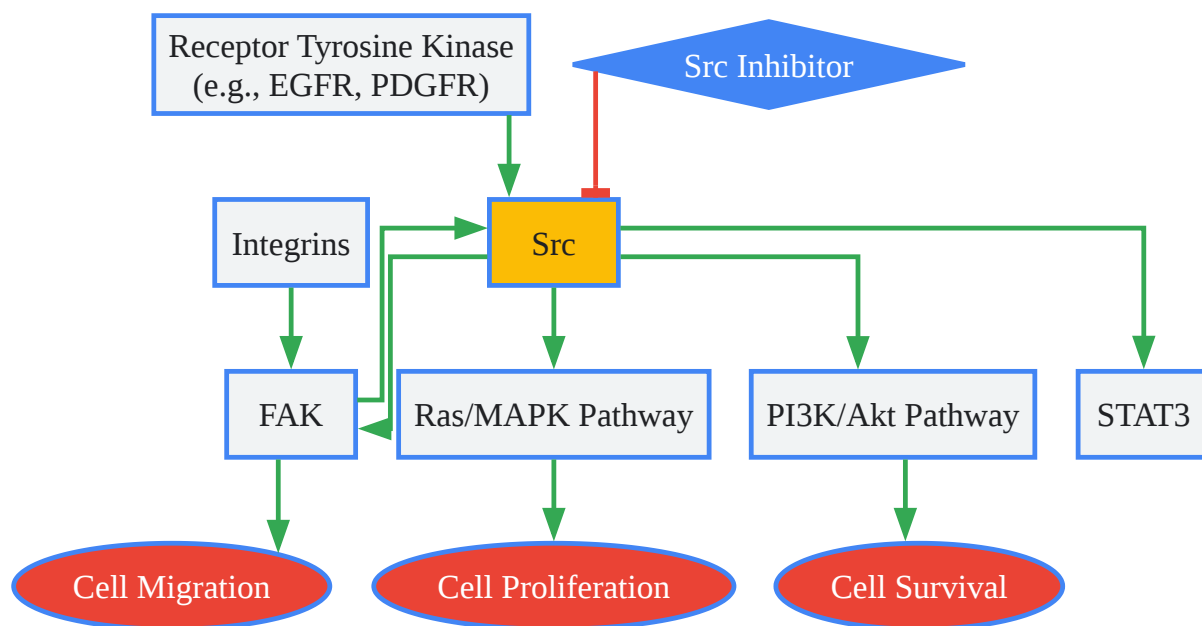 Receptor Tyrosine Kinase
(e.g., EGFR, PDGFR)
Src Inhibitor
Integrins
Src
FAK
Ras/MAPK Pathway
PI3K/Akt Pathway
STAT3
Cell Migration
Cell Proliferation
Cell Survival